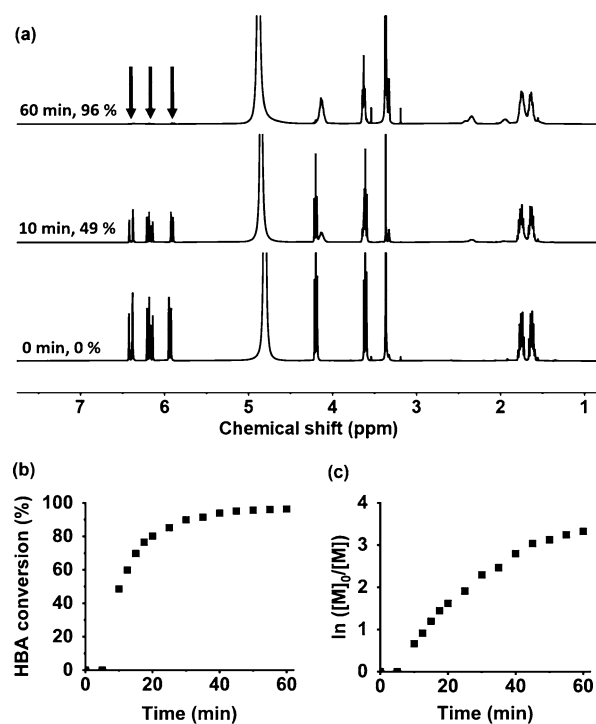 (a)
60 min, 96 %
10 min, 49 %
0 min, 0 %
7 6 5 4 3 2 1
Chemical shift (ppm)
(b)
(c)
HBA conversion (%)
100
80
60
40
20
0
0 20 40 60
Time (min)
ln ([M]0/[M])
4
3
2
1
0
0 20 40 60
Time (min)